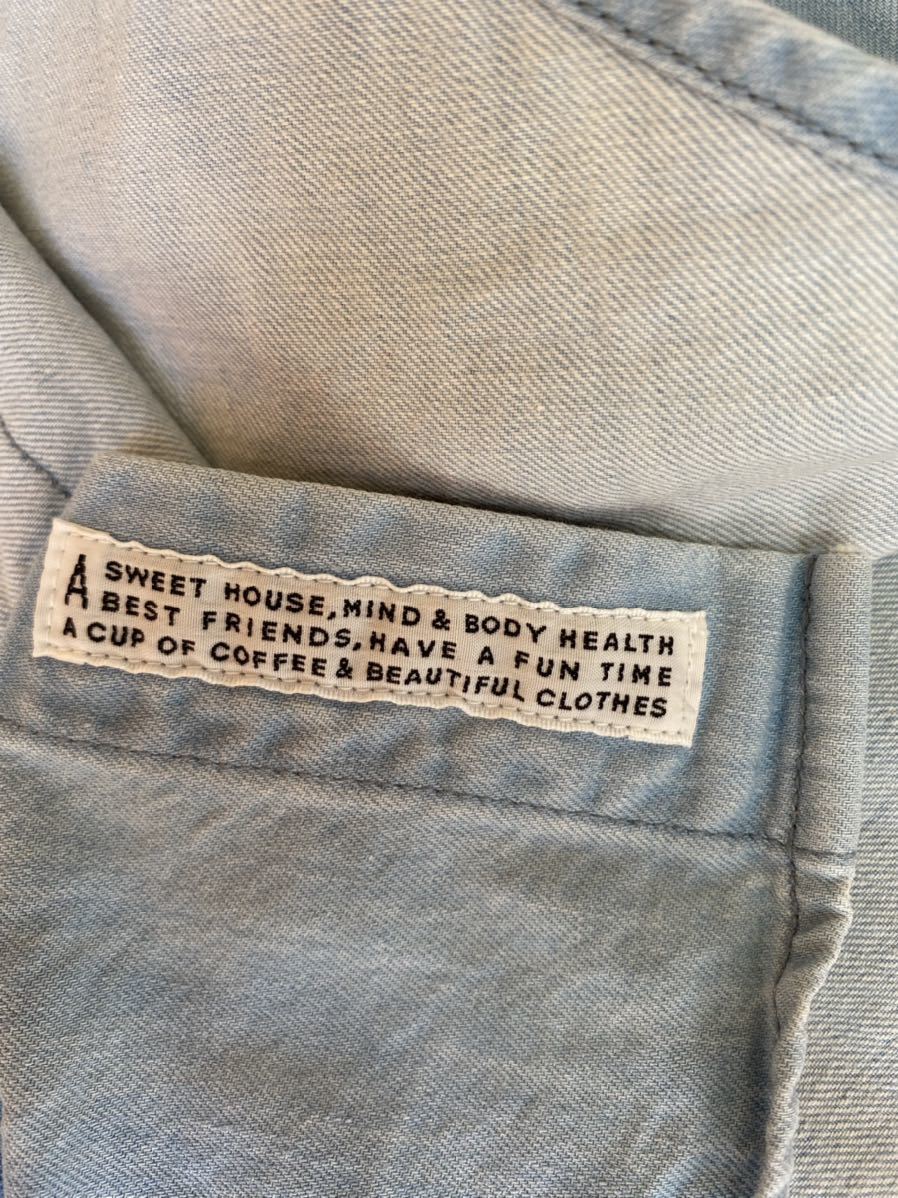 A SWEET HOUSE, MIND & BODY HEALTH
BEST FRIENDS, HAVE A FUN TIME
A CUP OF COFFEE & BEAUTIFUL CLOTHES